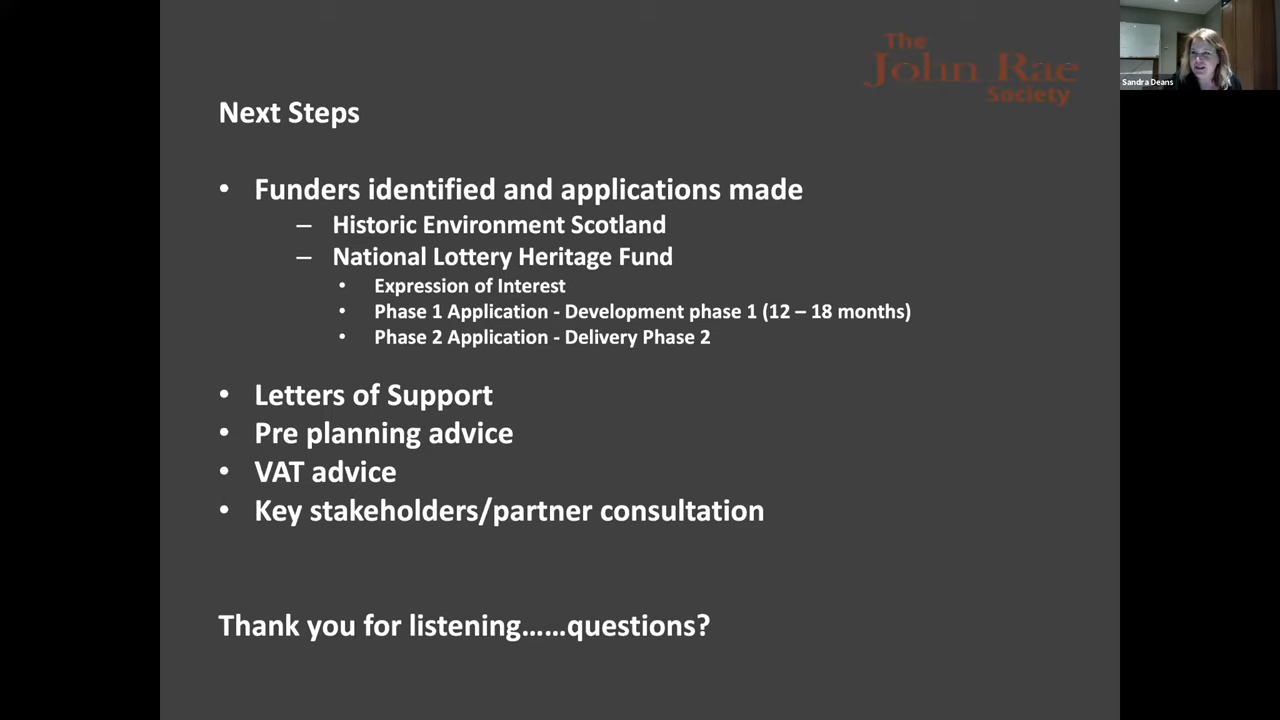 The
John Rae
Society
Sandra Deans
Next Steps
• Funders identified and applications made
– Historic Environment Scotland
– National Lottery Heritage Fund
• Expression of Interest
• Phase 1 Application - Development phase 1 (12 – 18 months)
• Phase 2 Application - Delivery Phase 2
• Letters of Support
• Pre planning advice
• VAT advice
• Key stakeholders/partner consultation
Thank you for listening......questions?